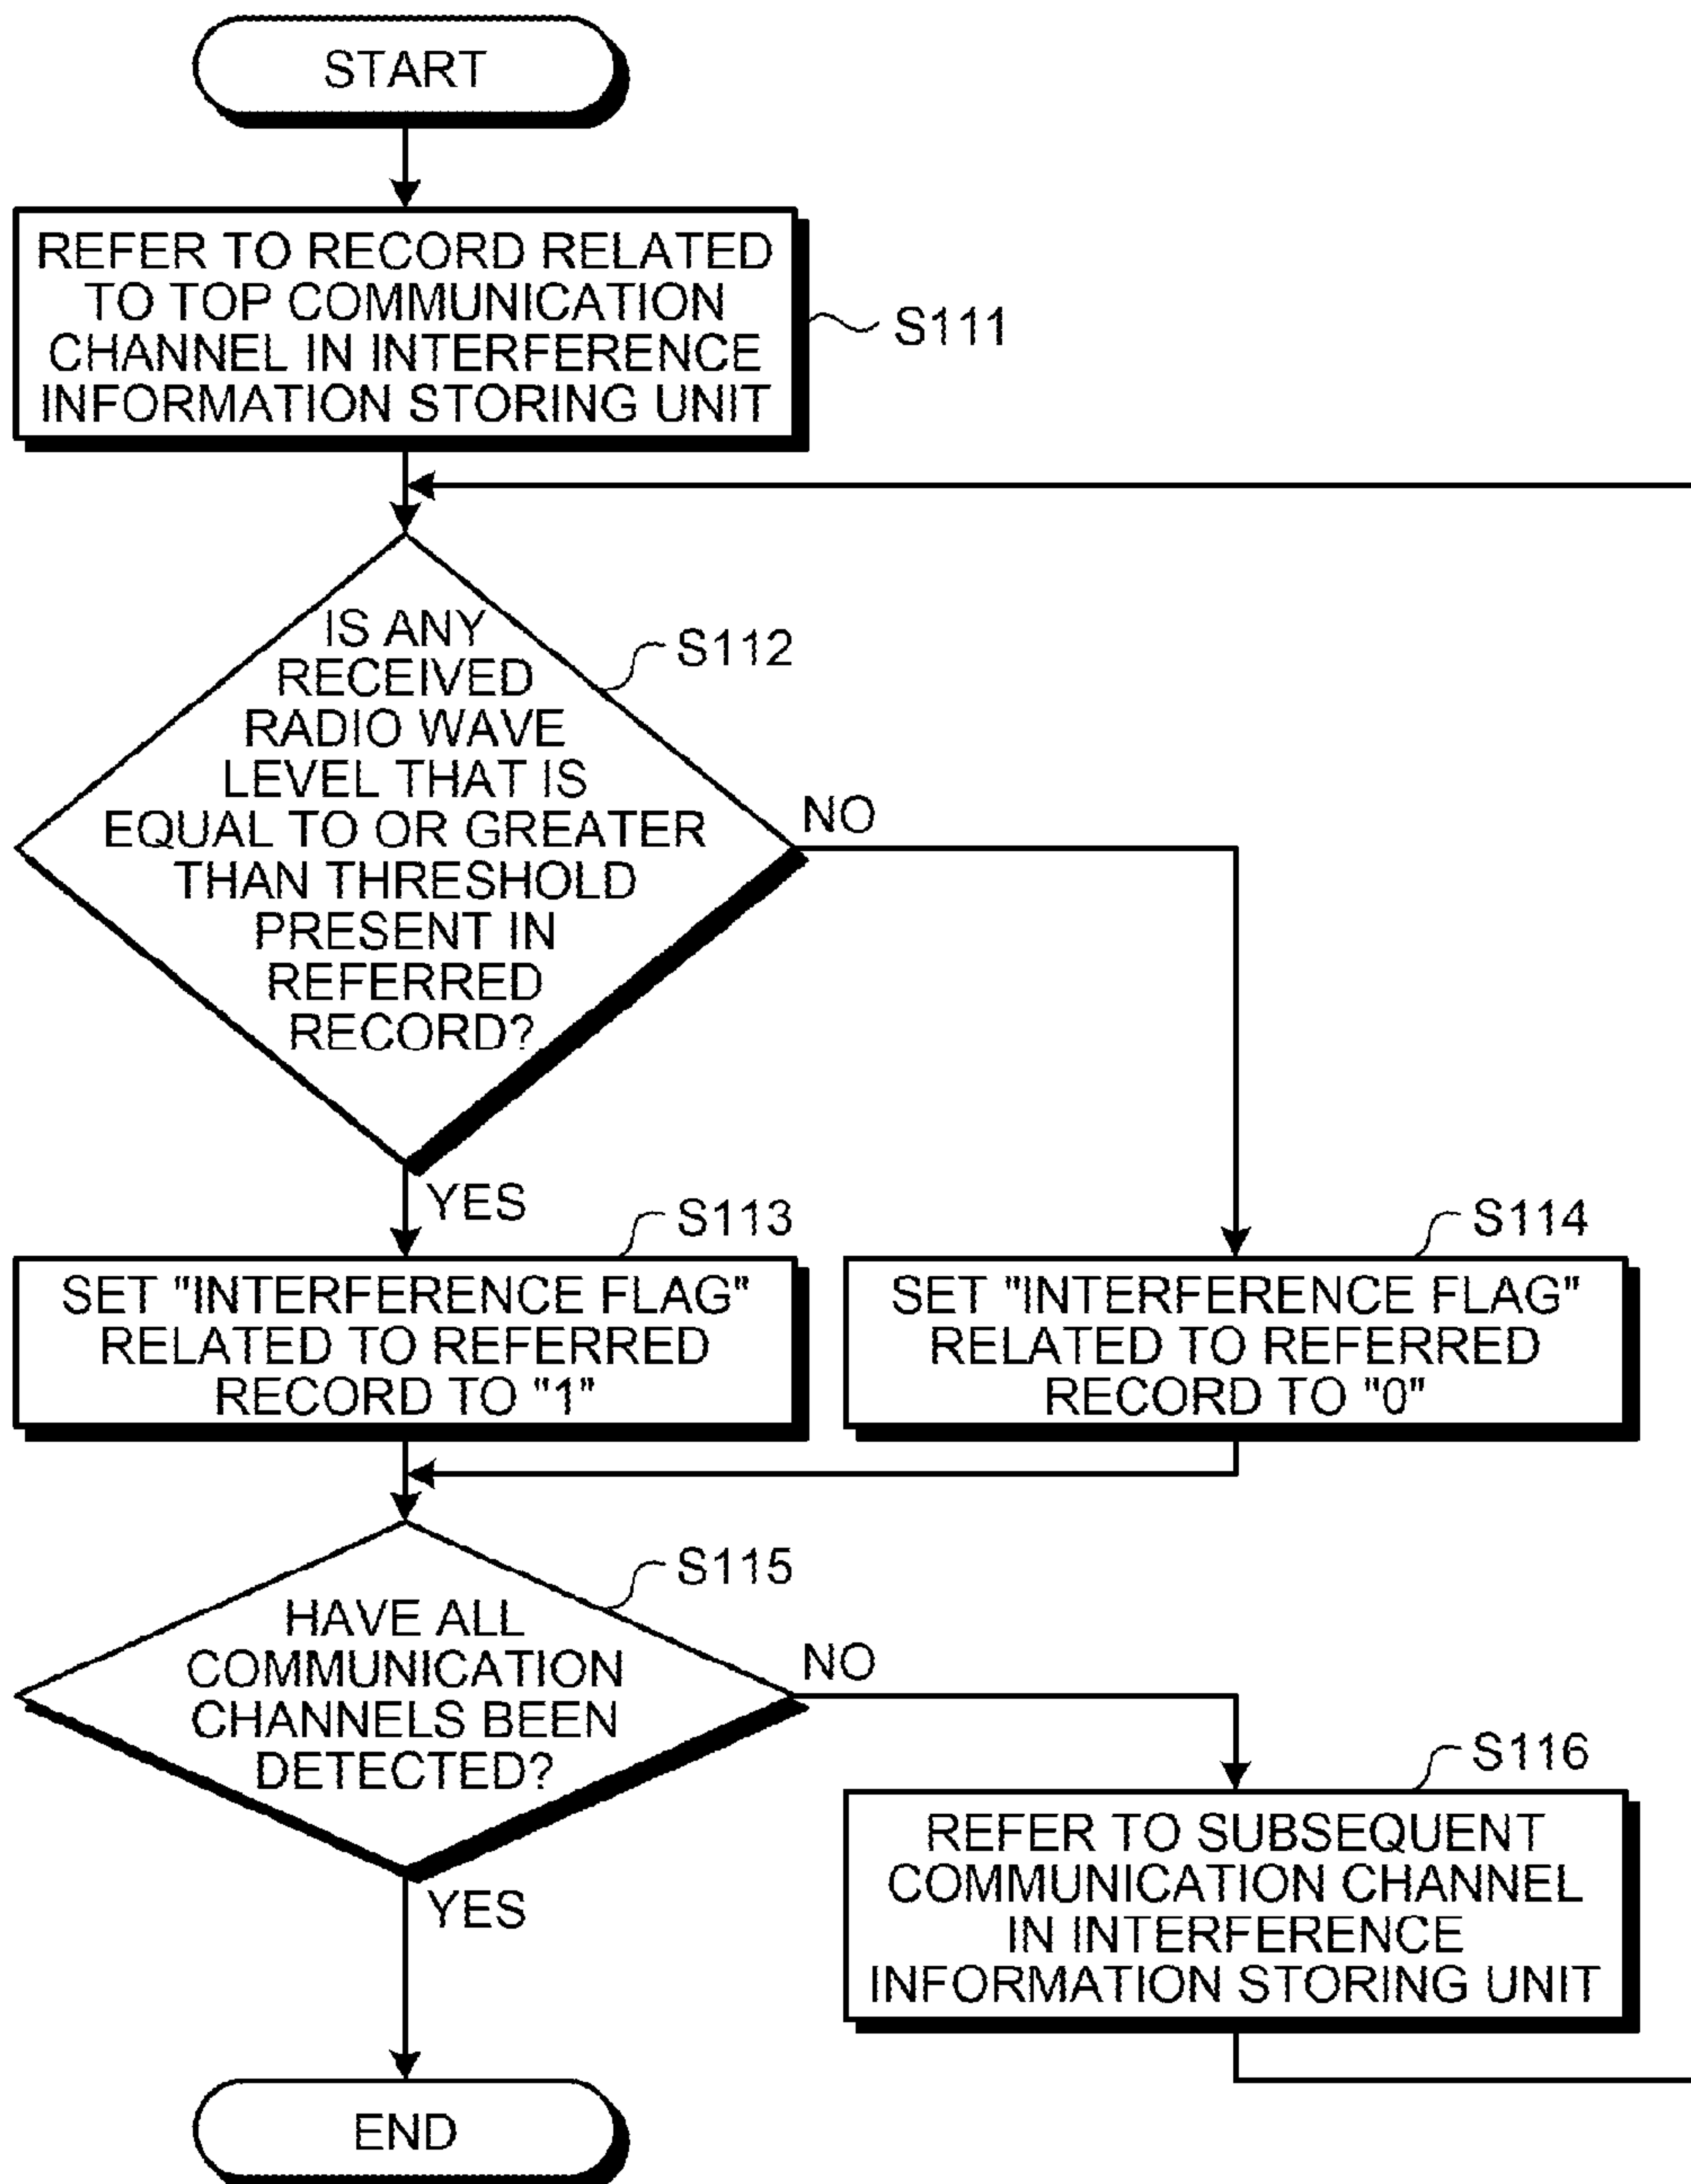 START
REFER TO RECORD RELATED
TO TOP COMMUNICATION
CHANNEL IN INTERFERENCE
INFORMATION STORING UNIT
S111
IS ANY
RECEIVED
RADIO WAVE
LEVEL THAT IS
EQUAL TO OR GREATER
THAN THRESHOLD
PRESENT IN
REFERRED
RECORD?
S112
NO
YES
S113
SET "INTERFERENCE FLAG"
RELATED TO REFERRED
RECORD TO "1"
S114
SET "INTERFERENCE FLAG"
RELATED TO REFERRED
RECORD TO "0"
S115
HAVE ALL
COMMUNICATION
CHANNELS BEEN
DETECTED?
NO
YES
S116
REFER TO SUBSEQUENT
COMMUNICATION CHANNEL
IN INTERFERENCE
INFORMATION STORING UNIT
END